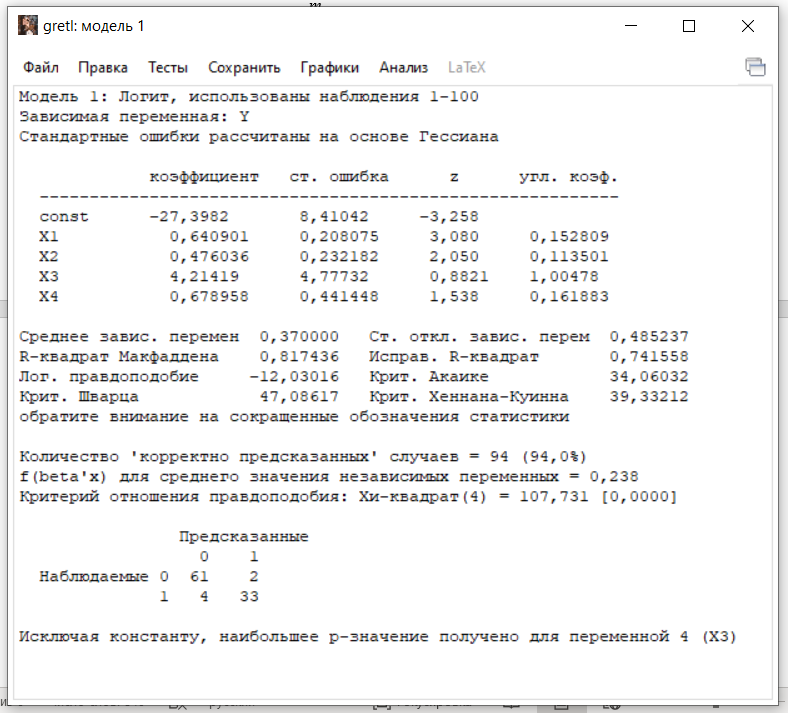 gretl: модель 1
Файл Правка Тесты Сохранить Графики Анализ LaTeX
Модель 1: Логит, использованы наблюдения 1-100
Зависимая переменная: Y
Стандартные ошибки рассчитаны на основе Гессиана
коэффициент ст. ошибка z угл. коэф.
------------------------------------------------------------
const -27,3982 8,41042 -3,258
X1 0,640901 0,208075 3,080 0,152809
X2 0,476036 0,232182 2,050 0,113501
X3 4,21419 4,77732 0,8821 1,00478
X4 0,678958 0,441448 1,538 0,161883
Среднее завис. перемен 0,370000 Ст. откл. завис. перем 0,485237
R-квадрат Макфаддена 0,817436 Исправ. R-квадрат 0,741558
Лог. правдоподобие -12,03016 Крит. Акаике 34,06032
Крит. Шварца 47,08617 Крит. Хеннана-Куинна 39,33212
обратите внимание на сокращенные обозначения статистики
Количество 'корректно предсказанных' случаев = 94 (94,0%)
f(beta'x) для среднего значения независимых переменных = 0,238
Критерий отношения правдоподобия: Хи-квадрат(4) = 107,731 [0,0000]
Предсказанные
0 1
Наблюдаемые 0 61 2
1 4 33
Исключая константу, наибольшее р-значение получено для переменной 4 (X3)